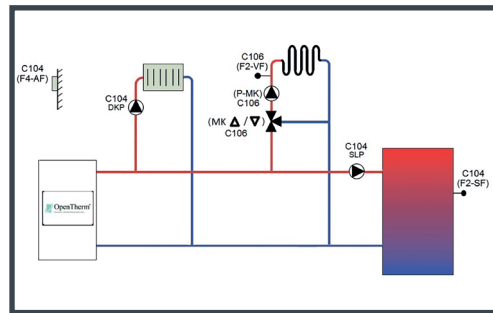 C104
(F4-AF)
C104
DKP
C106
(F2-VF)
(P-MK)
C106
(MK △ / ▽)
C106
C104
SLP
C104
(F2-SF)
OpenTherm®